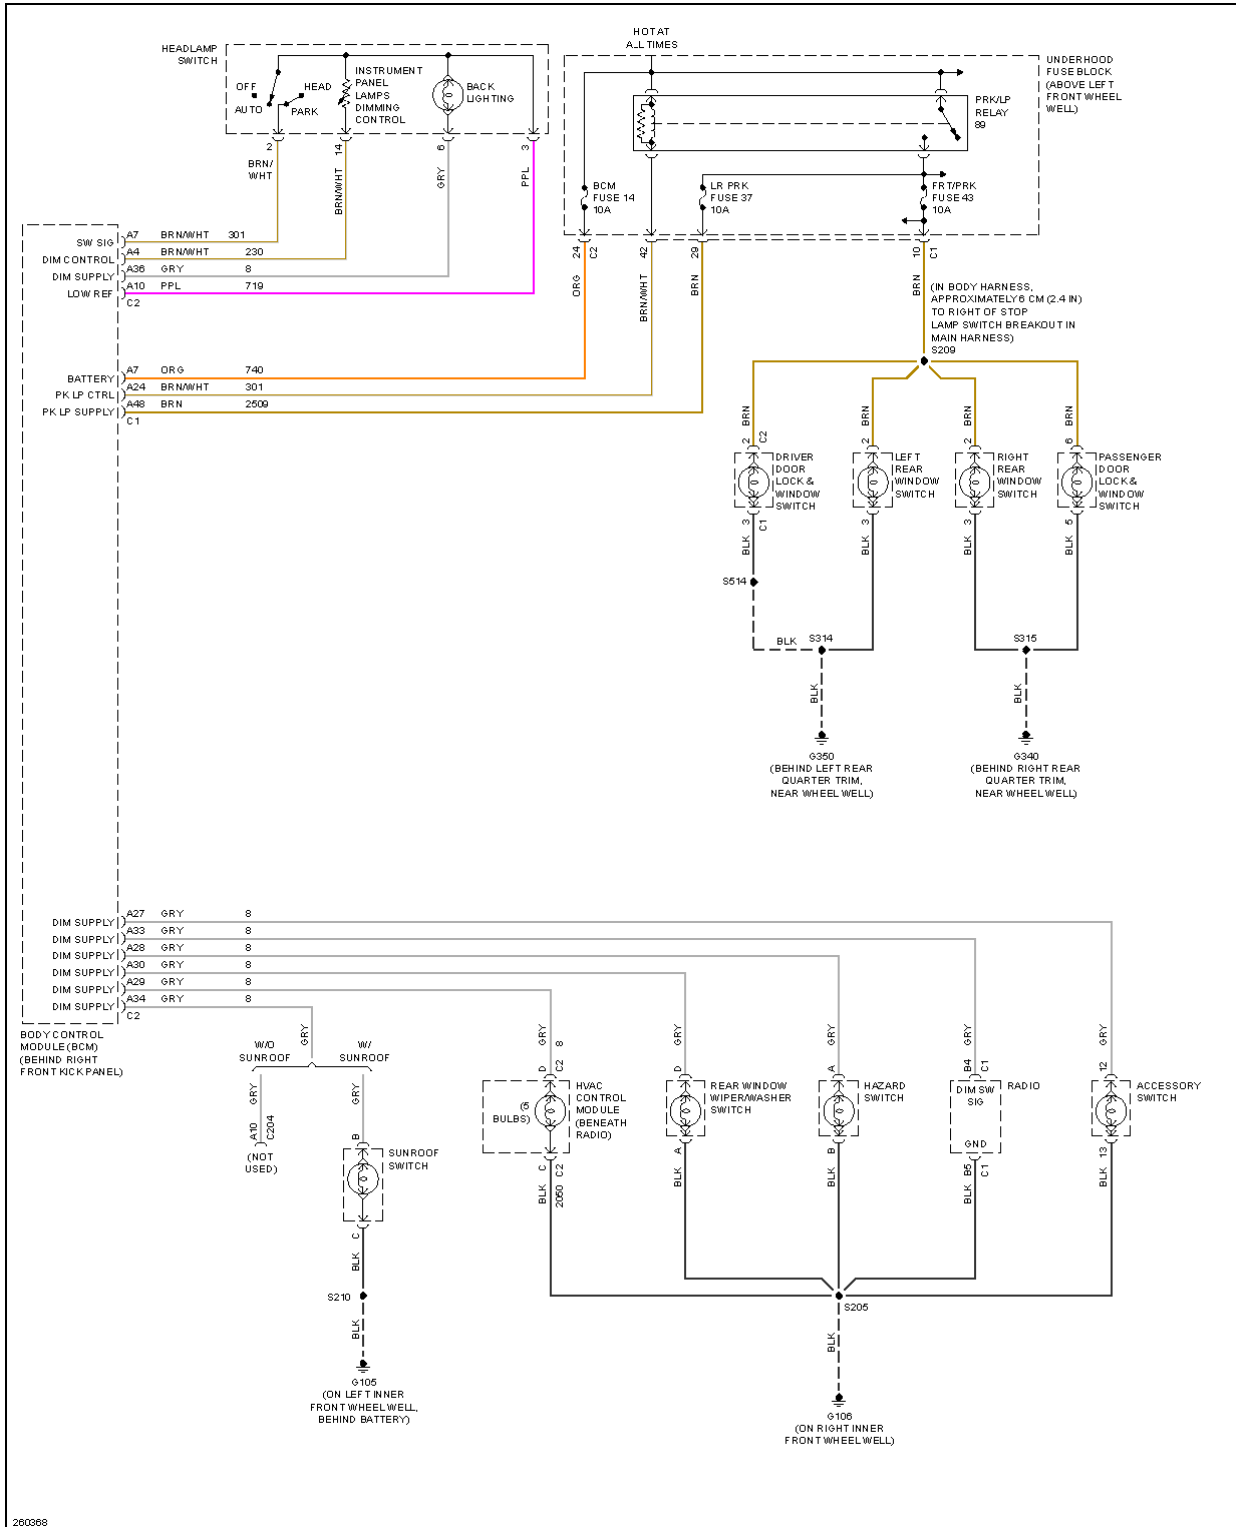 HEADLAMP
SWITCH
OFF
AUTO
HEAD
PARK
INSTRUMENT
PANEL
LAMPS
DIMMING
CONTROL
BACK
LIGHTING
2
14
6
3
BRN/
WHT
BRN/WHT
GRY
PPL
HOT AT
ALL TIMES
UNDERHOOD
FUSE BLOCK
(ABOVE LEFT
FRONT WHEEL
WELL)
PRK/LP
RELAY
89
BCM
FUSE 14
10A
LR PRK
FUSE 37
10A
FRT/PRK
FUSE 43
10A
24
C2
42
29
10
C1
ORG
BRN/WHT
BRN
BRN
SW SIG
A7 BRN/WHT 301
DIM CONTROL
A4 BRN/WHT 230
DIM SUPPLY
A36 GRY 8
LOW REF
A10 PPL 719
C2
BATTERY
A7 ORG 740
PK LP CTRL
A24 BRN/WHT 301
PK LP SUPPLY
A48 BRN 2509
C1
(IN BODY HARNESS,
APPROXIMATELY 6 CM (2.4 IN)
TO RIGHT OF STOP
LAMP SWITCH BREAKOUT IN
MAIN HARNESS)
S209
BRN
BRN
BRN
BRN
2
C2
2
2
6
DRIVER
DOOR
LOCK &
WINDOW
SWITCH
LEFT
REAR
WINDOW
SWITCH
RIGHT
REAR
WINDOW
SWITCH
PASSENGER
DOOR
LOCK &
WINDOW
SWITCH
3
C1
3
3
5
BLK
BLK
BLK
BLK
S514
BLK
S314
S315
BLK
BLK
G350
(BEHIND LEFT REAR
QUARTER TRIM,
NEAR WHEEL WELL)
G340
(BEHIND RIGHT REAR
QUARTER TRIM,
NEAR WHEEL WELL)
DIM SUPPLY
A27 GRY 8
DIM SUPPLY
A33 GRY 8
DIM SUPPLY
A28 GRY 8
DIM SUPPLY
A30 GRY 8
DIM SUPPLY
A29 GRY 8
DIM SUPPLY
A34 GRY 8
C2
BODY CONTROL
MODULE (BCM)
(BEHIND RIGHT
FRONT KICK PANEL)
W/O
SUNROOF
GRY
W/
SUNROOF
GRY
GRY
A10
C204
(NOT
USED)
B
SUNROOF
SWITCH
C
BLK
S210
BLK
G105
(ON LEFT INNER
FRONT WHEEL WELL,
BEHIND BATTERY)
GRY
8
GRY
GRY
GRY
GRY
D
C2
D
A
B4
C1
12
(5
BULBS)
HVAC
CONTROL
MODULE
(BENEATH
RADIO)
REAR WINDOW
WIPER/WASHER
SWITCH
HAZARD
SWITCH
DIM SW
SIG
GND
RADIO
ACCESSORY
SWITCH
C
C2
A
B
B5
C1
13
BLK
2050
BLK
BLK
BLK
BLK
S205
BLK
G106
(ON RIGHT INNER
FRONT WHEEL WELL)
260368